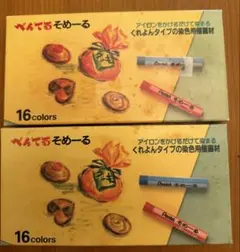 ぺんてる そめーる
アイロンをかけるだけで染まる
くれよんタイプの染色用描画材
16 colors
Pentel
ぺんてる そめーる
アイロンをかけるだけで染まる
くれよんタイプの染色用描画材
16 colors
Pentel